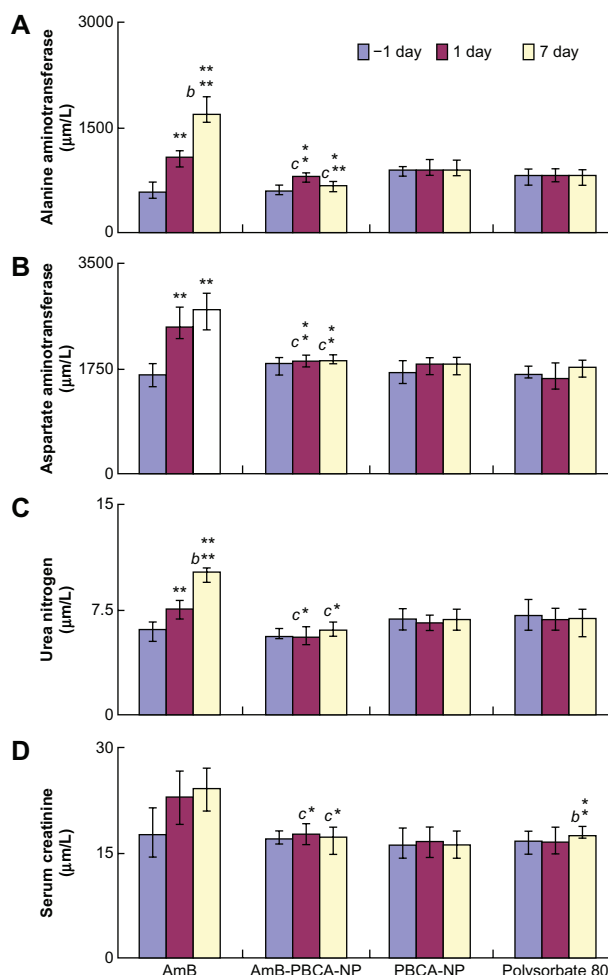 A
Alanine aminotransferase
(µm/L)
3000
1500
0
−1 day
1 day
7 day
**
b
**
**
c
*
*
c
*
**
B
Aspartate aminotransferase
(µm/L)
3500
1750
0
**
**
c
*
*
c
*
*
C
Urea nitrogen
(µm/L)
15
7.5
0
**
b
**
**
c*
c*
D
Serum creatinine
(µm/L)
30
15
0
c*
c*
b
*
*
AmB
AmB-PBCA-NP
PBCA-NP
Polysorbate 80